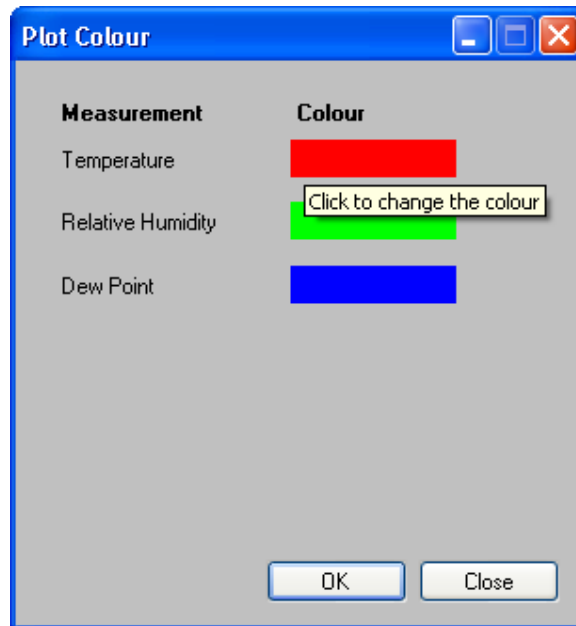 Plot Colour
Measurement Colour
Temperature
Click to change the colour
Relative Humidity
Dew Point
OK Close